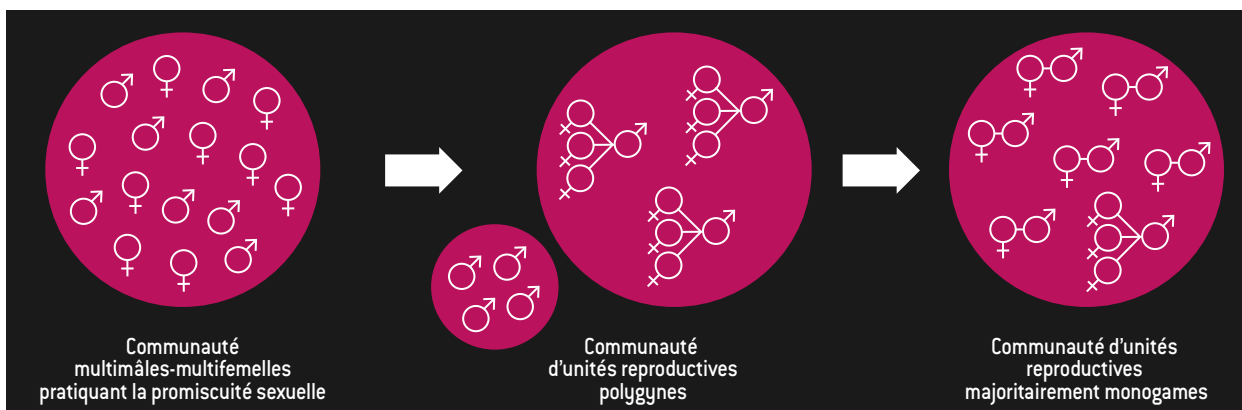 Communauté
multimâles-multifemelles
pratiquant la promiscuité sexuelle
Communauté
d'unités reproductives
polygynes
Communauté d'unités
reproductives
majoritairement monogames